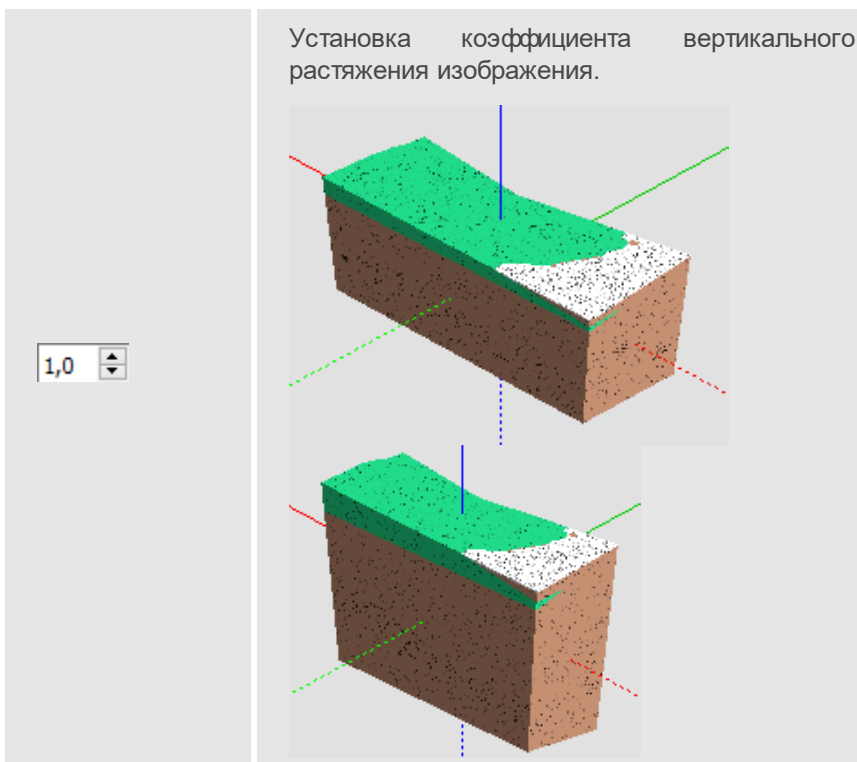 Установка коэффициента вертикального
растяжения изображения.
1,0